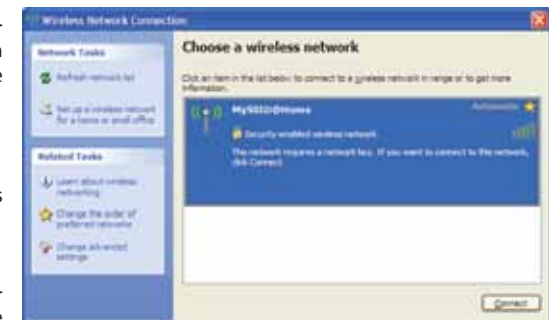 Wireless Network Connection
Network Tasks
Refresh network list
Set up a wireless network
for a home or small office
Related Tasks
Learn about wireless
networking
Change the order of
preferred networks
Change advanced
settings
Choose a wireless network
Click an item in the list below to connect to a wireless network in range or to get more
information.
MySSID@Home
Automatic
Security-enabled wireless network
This network requires a network key. If you want to connect to this network,
click Connect.
Connect